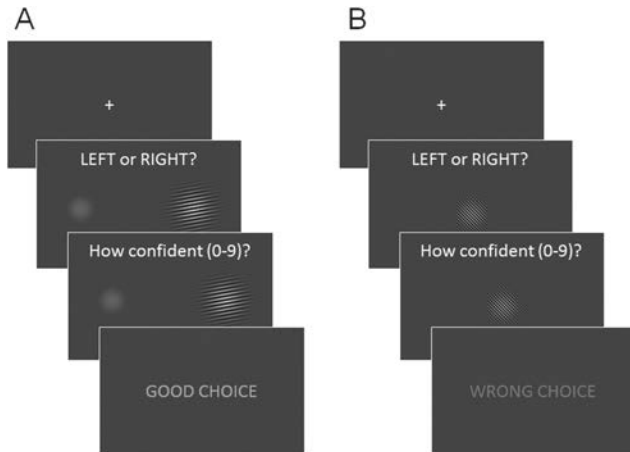 A
+
LEFT or RIGHT?
How confident (0-9)?
GOOD CHOICE
B
+
LEFT or RIGHT?
How confident (0-9)?
WRONG CHOICE